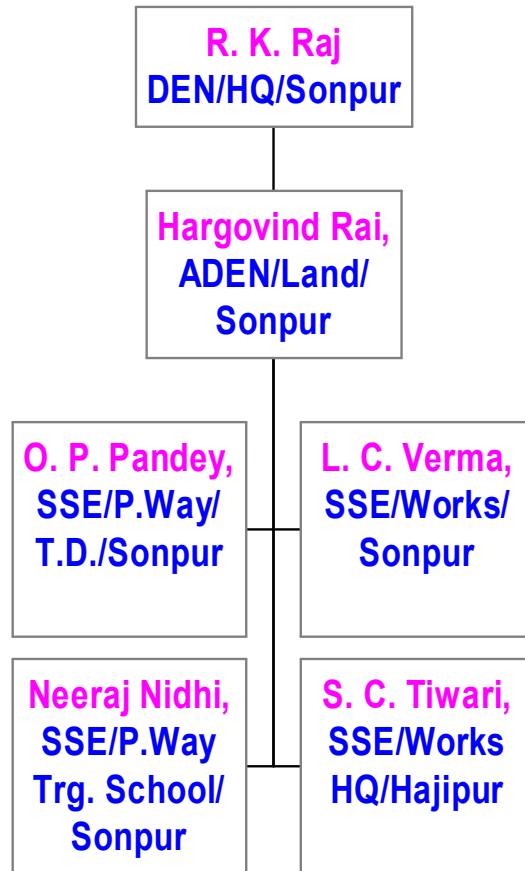 R. K. Raj
DEN/HQ/Sonpur
Hargovind Rai,
ADEN/Land/
Sonpur
O. P. Pandey,
SSE/P.Way/
T.D./Sonpur
L. C. Verma,
SSE/Works/
Sonpur
Neeraj Nidhi,
SSE/P.Way
Trg. School/
Sonpur
S. C. Tiwari,
SSE/Works
HQ/Hajipur